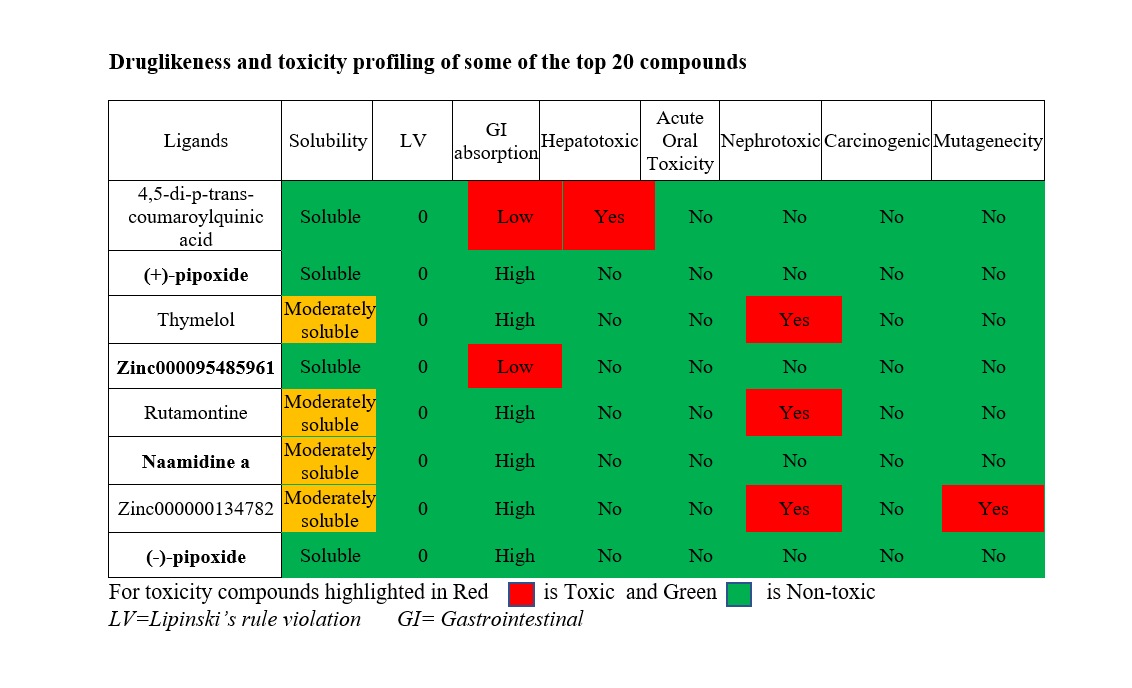 Druglikeness and toxicity profiling of some of the top 20 compounds
Ligands
Solubility
LV
GI
absorption
Hepatotoxic
Acute
Oral
Toxicity
Nephrotoxic
Carcinogenic
Mutagenecity
4,5-di-p-trans-
coumaroylquinic
acid
Soluble
0
Low
Yes
No
No
No
No
(+)-pipoxide
Soluble
0
High
No
No
No
No
No
Thymelol
Moderately
soluble
0
High
No
No
Yes
No
No
Zinc000095485961
Soluble
0
Low
No
No
No
No
No
Rutamontine
Moderately
soluble
0
High
No
No
Yes
No
No
Naamidine a
Moderately
soluble
0
High
No
No
No
No
No
Zinc000000134782
Moderately
soluble
0
High
No
No
Yes
No
Yes
(-)-pipoxide
Soluble
0
High
No
No
No
No
No
For toxicity compounds highlighted in Red is Toxic and Green is Non-toxic
LV=Lipinski’s rule violation GI= Gastrointestinal